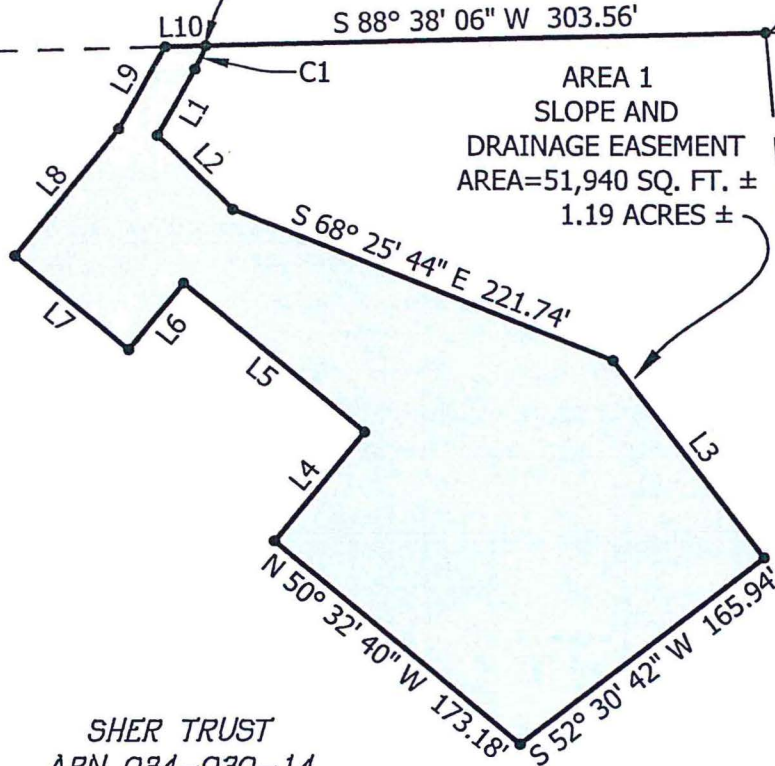 S 88° 38' 06" W 303.56'
L10
C1
L9
L1
AREA 1
SLOPE AND
DRAINAGE EASEMENT
AREA=51,940 SQ. FT. ±
1.19 ACRES ±
L8
L2
S 68° 25' 44" E 221.74'
L7
L6
L5
L3
L4
N 50° 32' 40" W 173.18'
S 52° 30' 42" W 165.94'
SHER TRUST